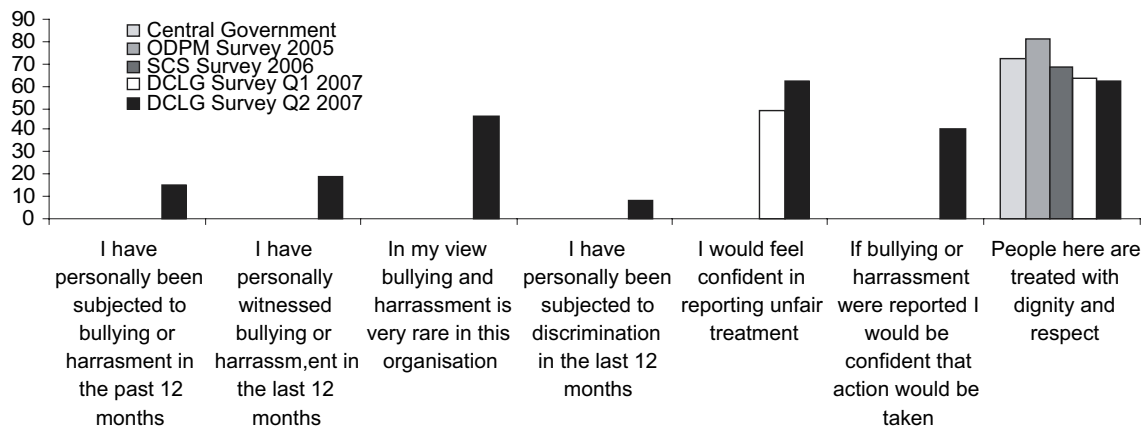 90
80
70
60
50
40
30
20
10
0
Central Government
ODPM Survey 2005
SCS Survey 2006
DCLG Survey Q1 2007
DCLG Survey Q2 2007
I have
personally been
subjected to
bullying or
harrasment in
the past 12
months
I have
personally
witnessed
bullying or
harrassm,ent in
the last 12
months
In my view
bullying and
harrassment is
very rare in this
organisation
I have
personally been
subjected to
discrimination
in the last 12
months
I would feel
confident in
reporting unfair
treatment
If bullying or
harrassment
were reported I
would be
confident that
action would be
taken
People here are
treated with
dignity and
respect